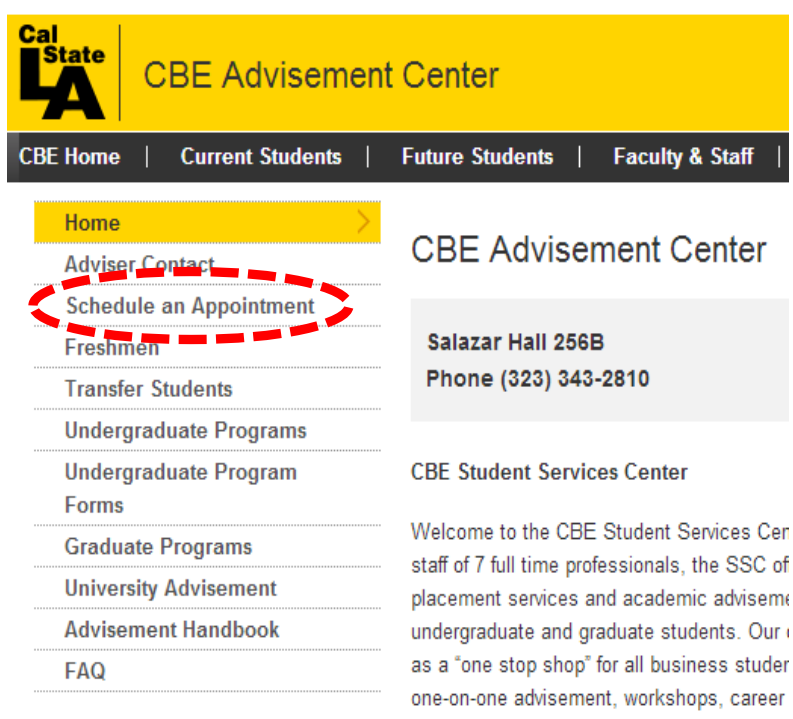 Cal
State
LA
CBE Advisement Center
CBE Home | Current Students | Future Students | Faculty & Staff |
Home
Adviser Contact
Schedule an Appointment
Freshmen
Transfer Students
Undergraduate Programs
Undergraduate Program
Forms
Graduate Programs
University Advisement
Advisement Handbook
FAQ
CBE Advisement Center
Salazar Hall 256B
Phone (323) 343-2810
CBE Student Services Center
Welcome to the CBE Student Services Cen
staff of 7 full time professionals, the SSC of
placement services and academic adviseme
undergraduate and graduate students. Our
as a “one stop shop” for all business studen
one-on-one advisement, workshops, career